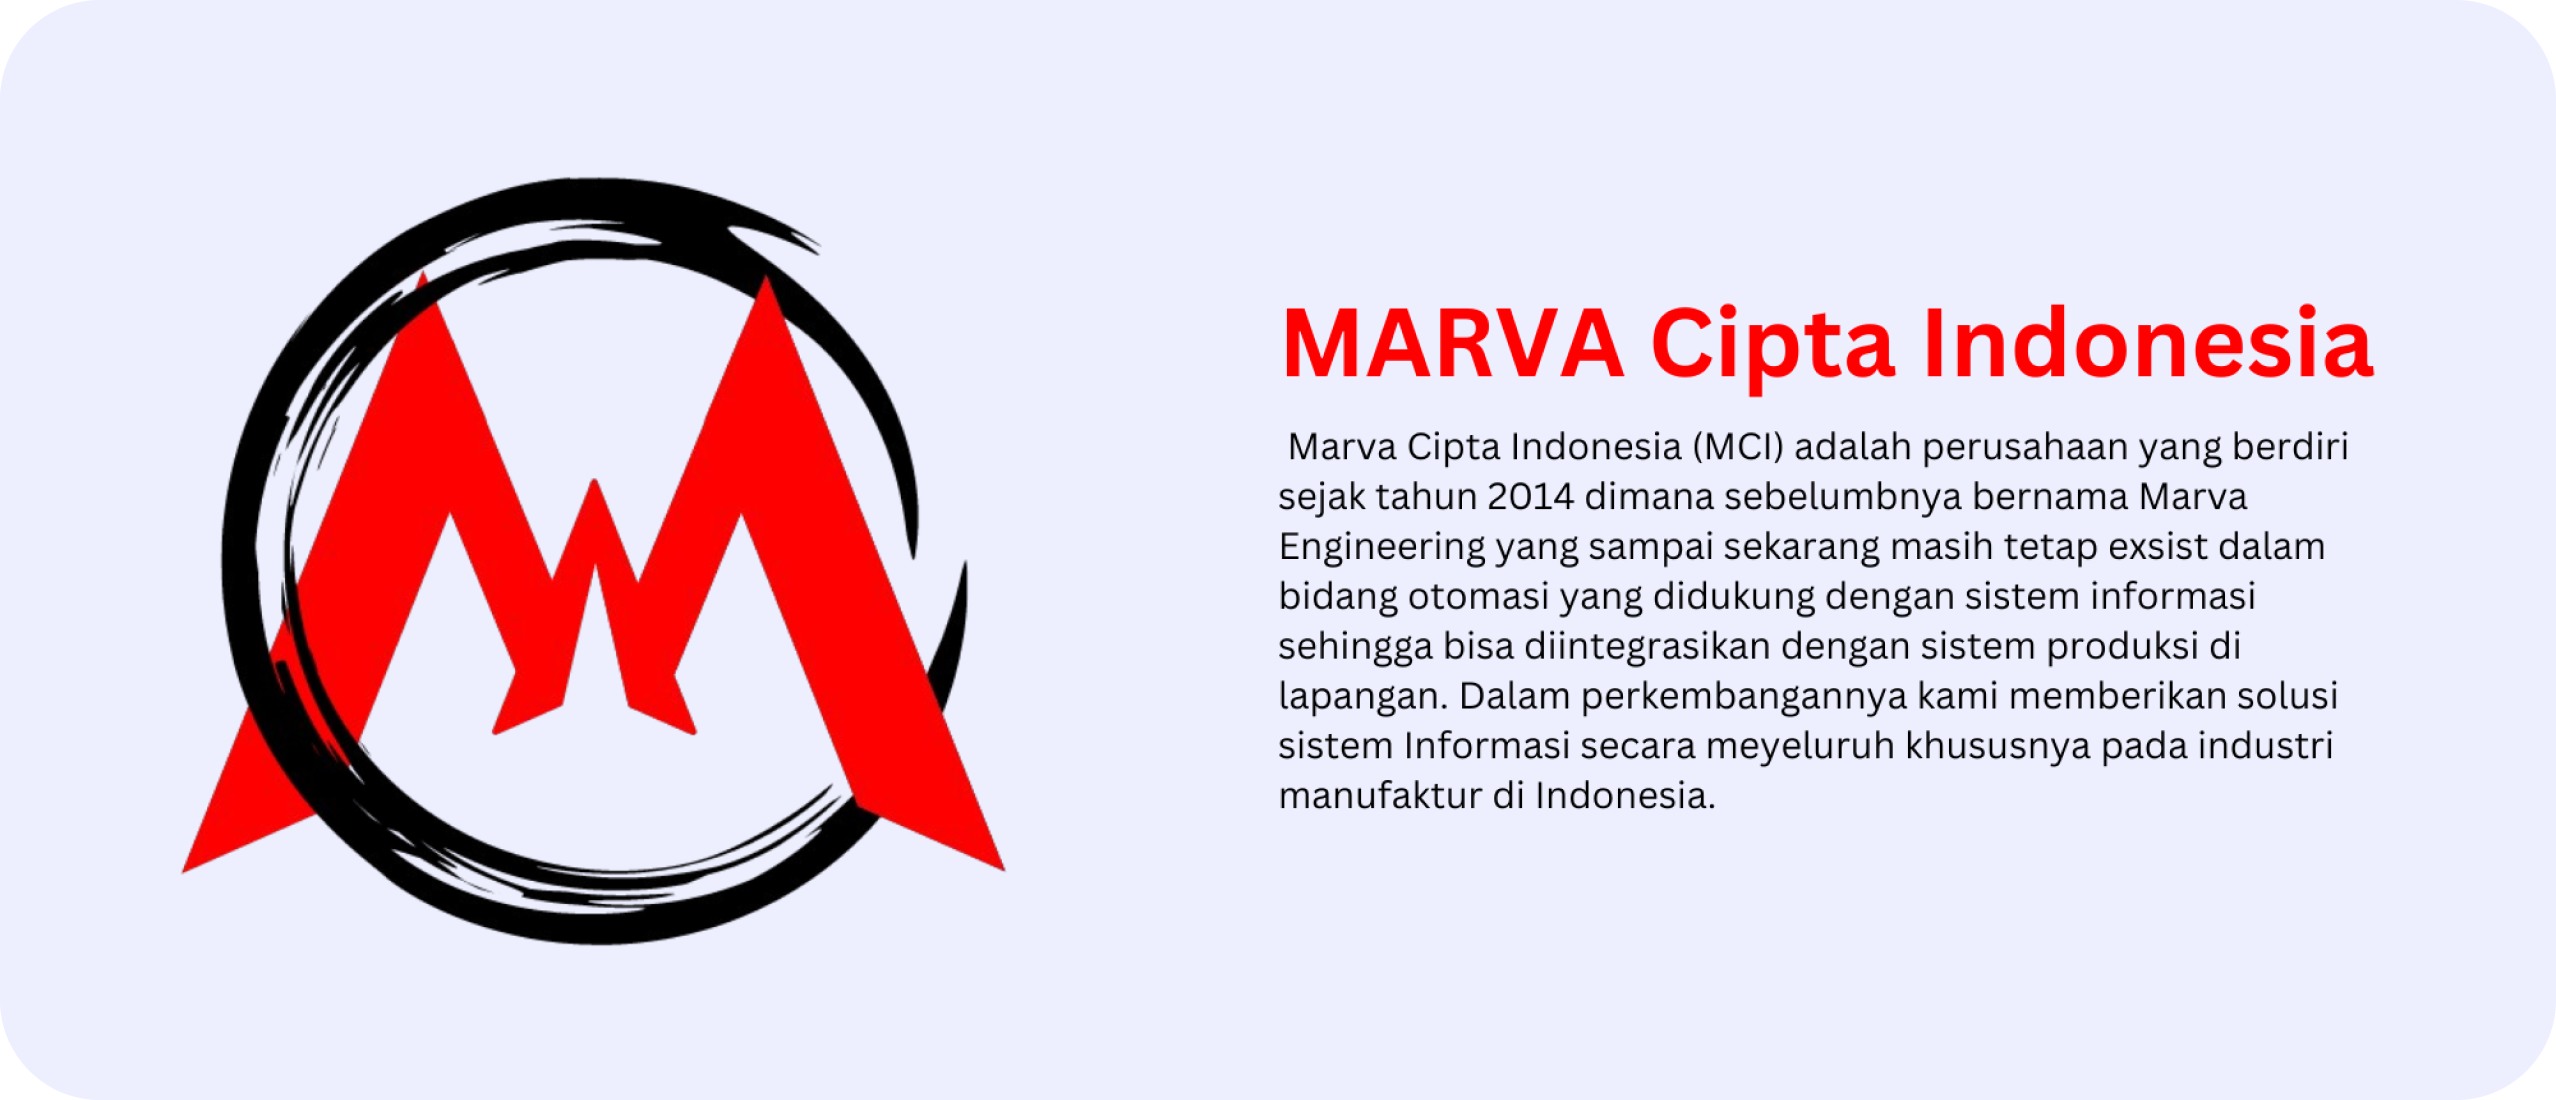 MARVA Cipta Indonesia
Marva Cipta Indonesia (MCI) adalah perusahaan yang berdiri
sejak tahun 2014 dimana sebelumbnya bernama Marva
Engineering yang sampai sekarang masih tetap exsist dalam
bidang otomasi yang didukung dengan sistem informasi
sehingga bisa diintegrasikan dengan sistem produksi di
lapangan. Dalam perkembangannya kami memberikan solusi
sistem Informasi secara meyeluruh khususnya pada industri
manufaktur di Indonesia.